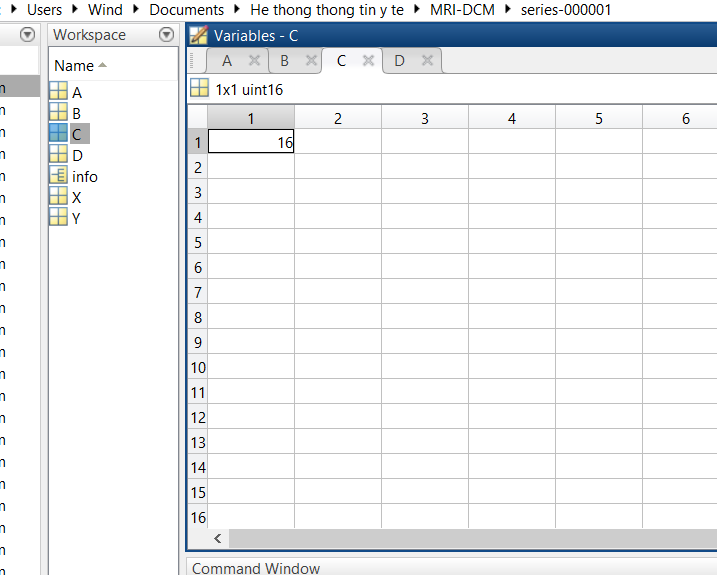 Users Wind Documents He thong thong tin y te MRI-DCM series-000001
Workspace
Variables - C
A B C D
Name
1x1 uint16
A
B
C
D
info
X
Y
1 2 3 4 5 6
1 16
2
3
4
5
6
7
8
9
10
11
12
13
14
15
16
Command Window